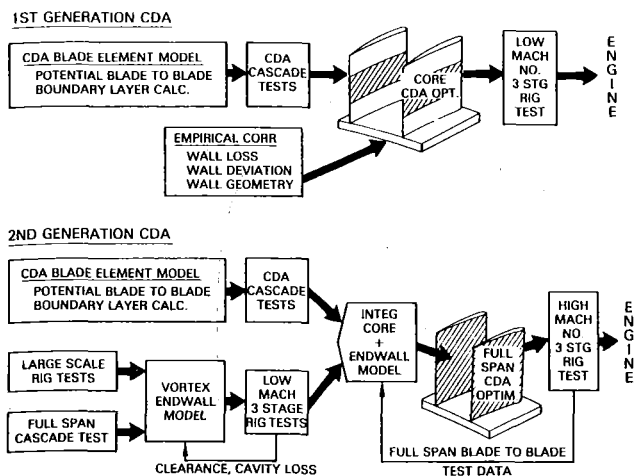 1ST GENERATION CDA
CDA BLADE ELEMENT MODEL
POTENTIAL BLADE TO BLADE
BOUNDARY LAYER CALC.
CDA
CASCADE
TESTS
CORE
CDA OPT.
LOW
MACH
NO.
3 STG
RIG
TEST
ENGINE
EMPIRICAL CORR
WALL LOSS
WALL DEVIATION
WALL GEOMETRY
2ND GENERATION CDA
CDA BLADE ELEMENT MODEL
POTENTIAL BLADE TO BLADE
BOUNDARY LAYER CALC.
CDA
CASCADE
TESTS
LARGE SCALE
RIG TESTS
FULL SPAN
CASCADE TEST
VORTEX
ENDWALL
MODEL
LOW
MACH
3 STAGE
RIG TESTS
CLEARANCE, CAVITY LOSS
INTEG
CORE
+
ENDWALL
MODEL
FULL
SPAN
CDA
OPTIM
HIGH
MACH
NO.
3 STG
RIG
TEST
ENGINE
FULL SPAN BLADE TO BLADE
TEST DATA